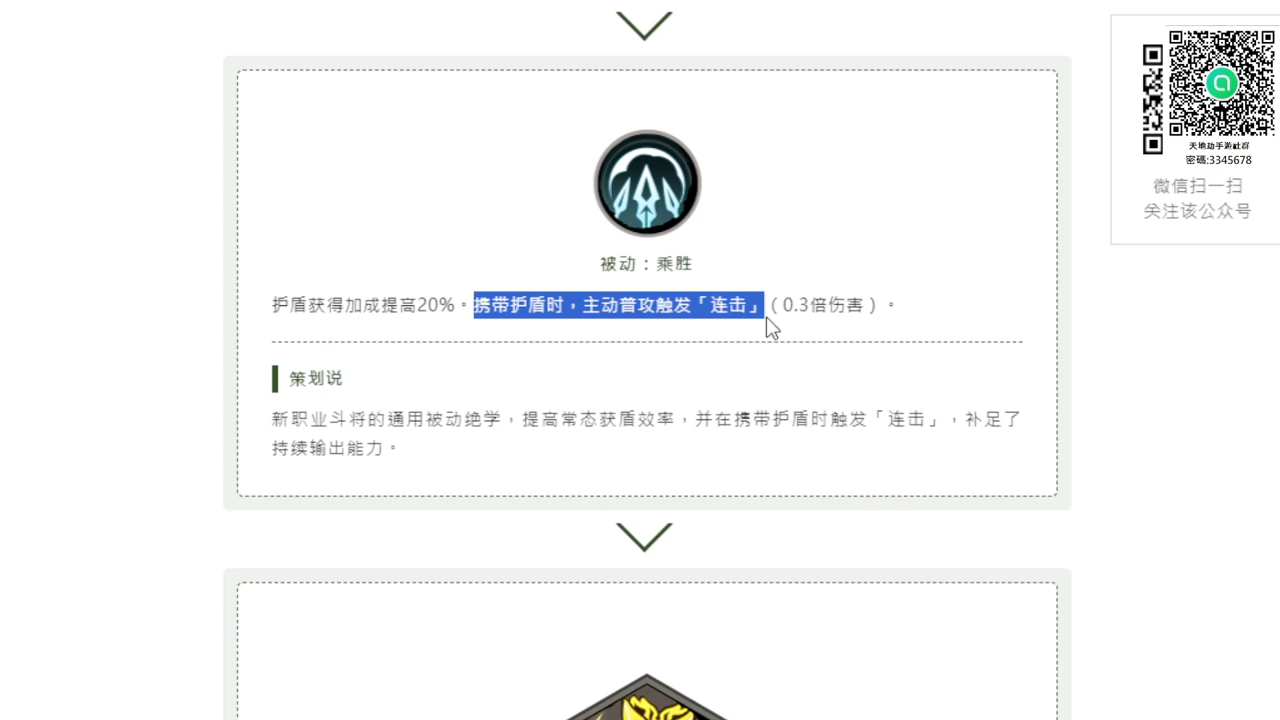 被动：乘胜
护盾获得加成提高20%。携带护盾时，主动普攻触发「连击」（0.3倍伤害）。
策划说
新职业斗将的通用被动绝学，提高常态获盾效率，并在携带护盾时触发「连击」，补足了
持续输出能力。
天地劫手游社群
密碼:3345678
微信扫一扫
关注该公众号